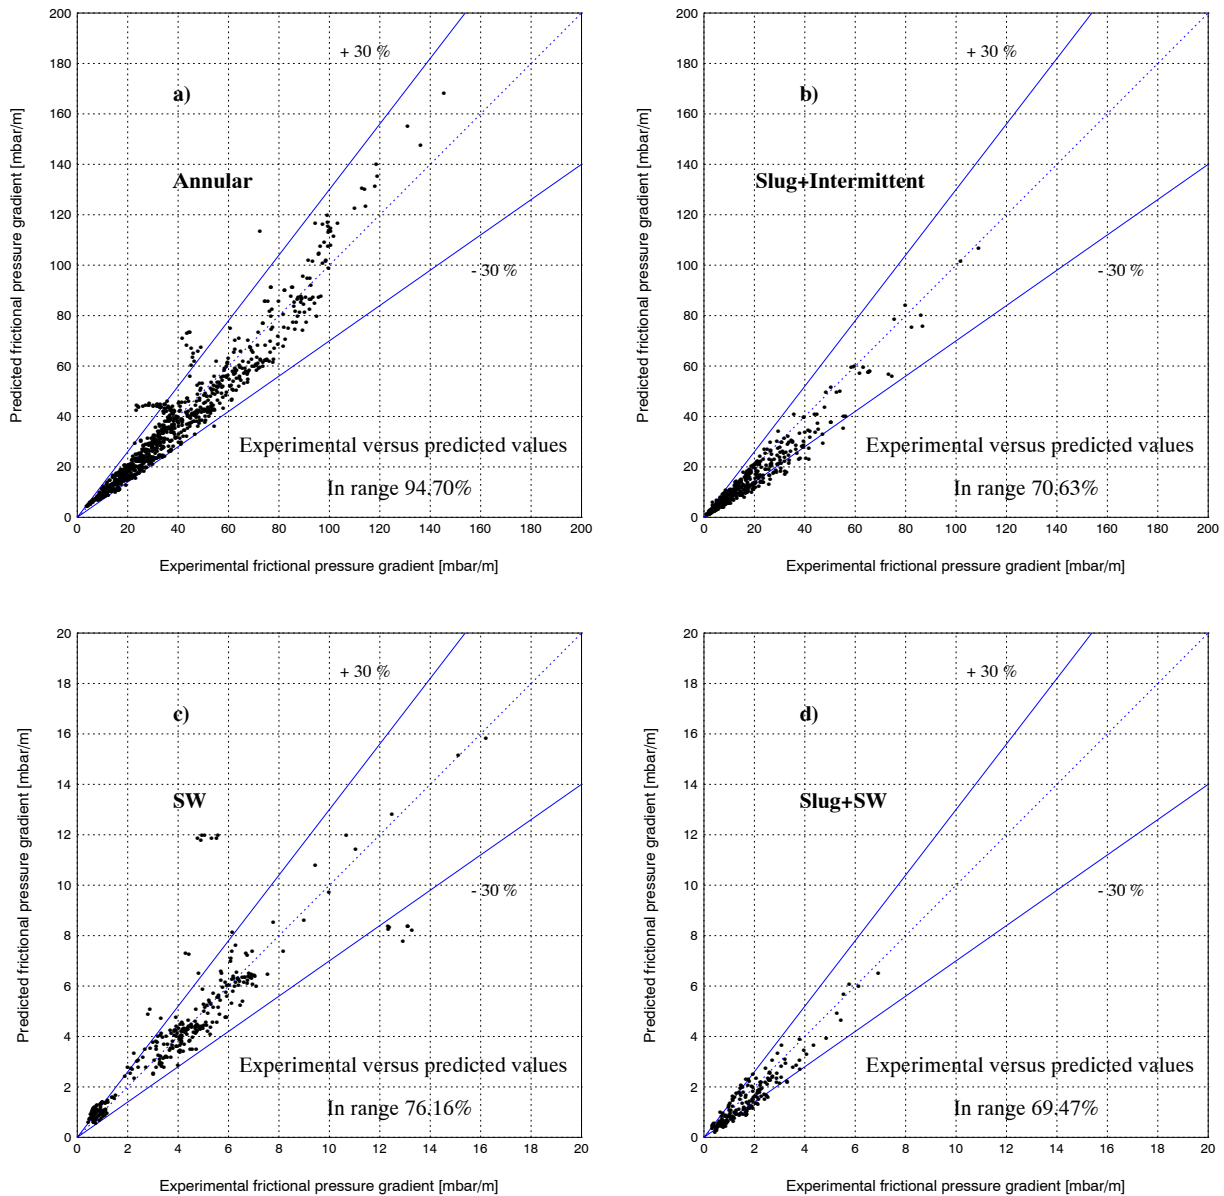 200
180
160
140
120
100
80
60
40
20
0
0 20 40 60 80 100 120 140 160 180 200
Predicted frictional pressure gradient [mbar/m]
Experimental frictional pressure gradient [mbar/m]
+ 30 %
a)
Annular
- 30 %
Experimental versus predicted values
In range 94.70%
200
180
160
140
120
100
80
60
40
20
0
0 20 40 60 80 100 120 140 160 180 200
Predicted frictional pressure gradient [mbar/m]
Experimental frictional pressure gradient [mbar/m]
+ 30 %
b)
Slug+Intermittent
- 30 %
Experimental versus predicted values
In range 70.63%
20
18
16
14
12
10
8
6
4
2
0
0 2 4 6 8 10 12 14 16 18 20
Predicted frictional pressure gradient [mbar/m]
Experimental frictional pressure gradient [mbar/m]
+ 30 %
c)
SW
- 30 %
Experimental versus predicted values
In range 76.16%
20
18
16
14
12
10
8
6
4
2
0
0 2 4 6 8 10 12 14 16 18 20
Predicted frictional pressure gradient [mbar/m]
Experimental frictional pressure gradient [mbar/m]
+ 30 %
d)
Slug+SW
- 30 %
Experimental versus predicted values
In range 69.47%